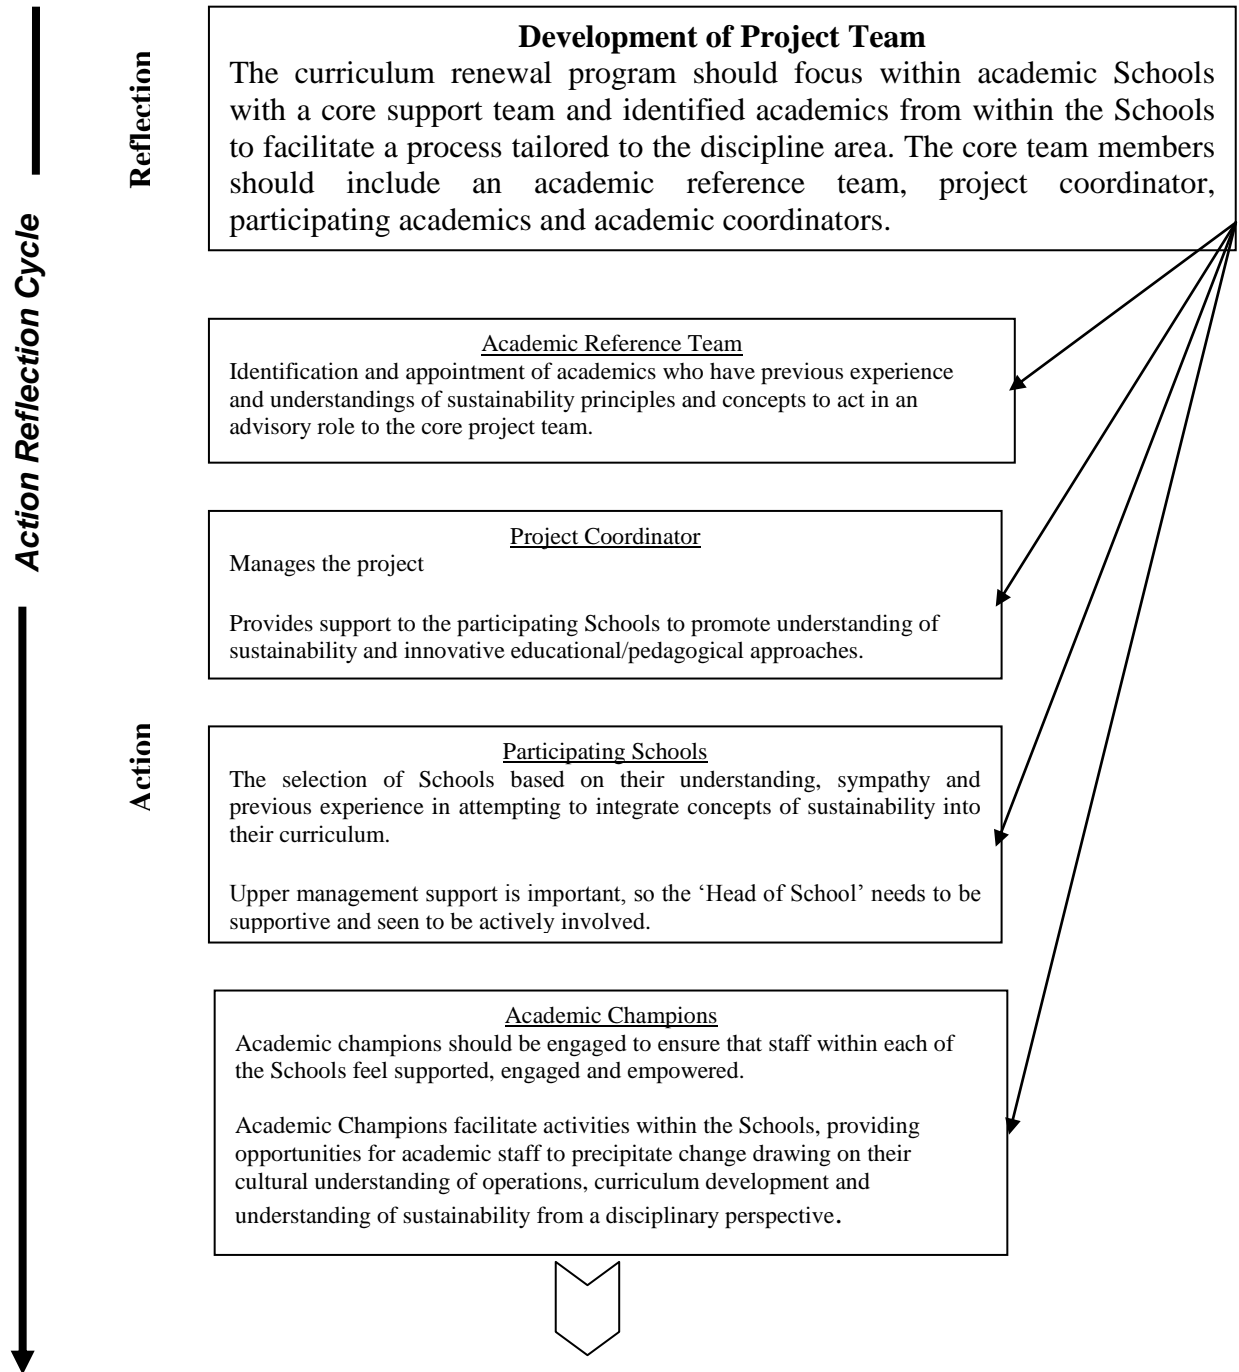 Reflection
Action Reflection Cycle
Action
Development of Project Team
The curriculum renewal program should focus within academic Schools
with a core support team and identified academics from within the Schools
to facilitate a process tailored to the discipline area. The core team members
should include an academic reference team, project coordinator,
participating academics and academic coordinators.
Academic Reference Team
Identification and appointment of academics who have previous experience
and understandings of sustainability principles and concepts to act in an
advisory role to the core project team.
Project Coordinator
Manages the project
Provides support to the participating Schools to promote understanding of
sustainability and innovative educational/pedagogical approaches.
Participating Schools
The selection of Schools based on their understanding, sympathy and
previous experience in attempting to integrate concepts of sustainability into
their curriculum.
Upper management support is important, so the ‘Head of School’ needs to be
supportive and seen to be actively involved.
Academic Champions
Academic champions should be engaged to ensure that staff within each of
the Schools feel supported, engaged and empowered.
Academic Champions facilitate activities within the Schools, providing
opportunities for academic staff to precipitate change drawing on their
cultural understanding of operations, curriculum development and
understanding of sustainability from a disciplinary perspective.